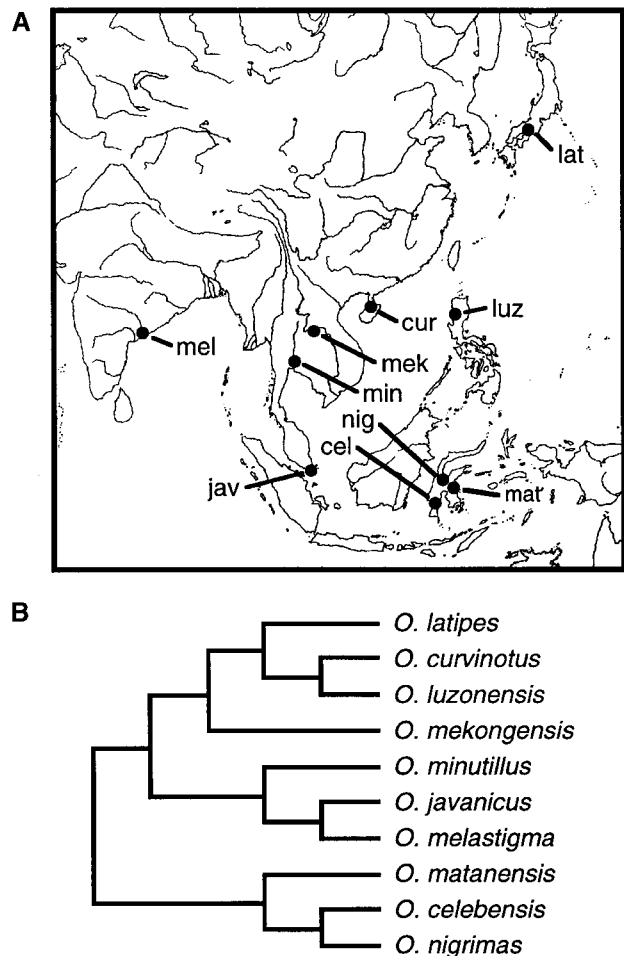 A
lat
cur
luz
mel
mek
min
nig
cel
jav
mat
B
O. latipes
O. curvinotus
O. luzonensis
O. mekongensis
O. minutillus
O. javanicus
O. melastigma
O. matanensis
O. celebensis
O. nigrimas